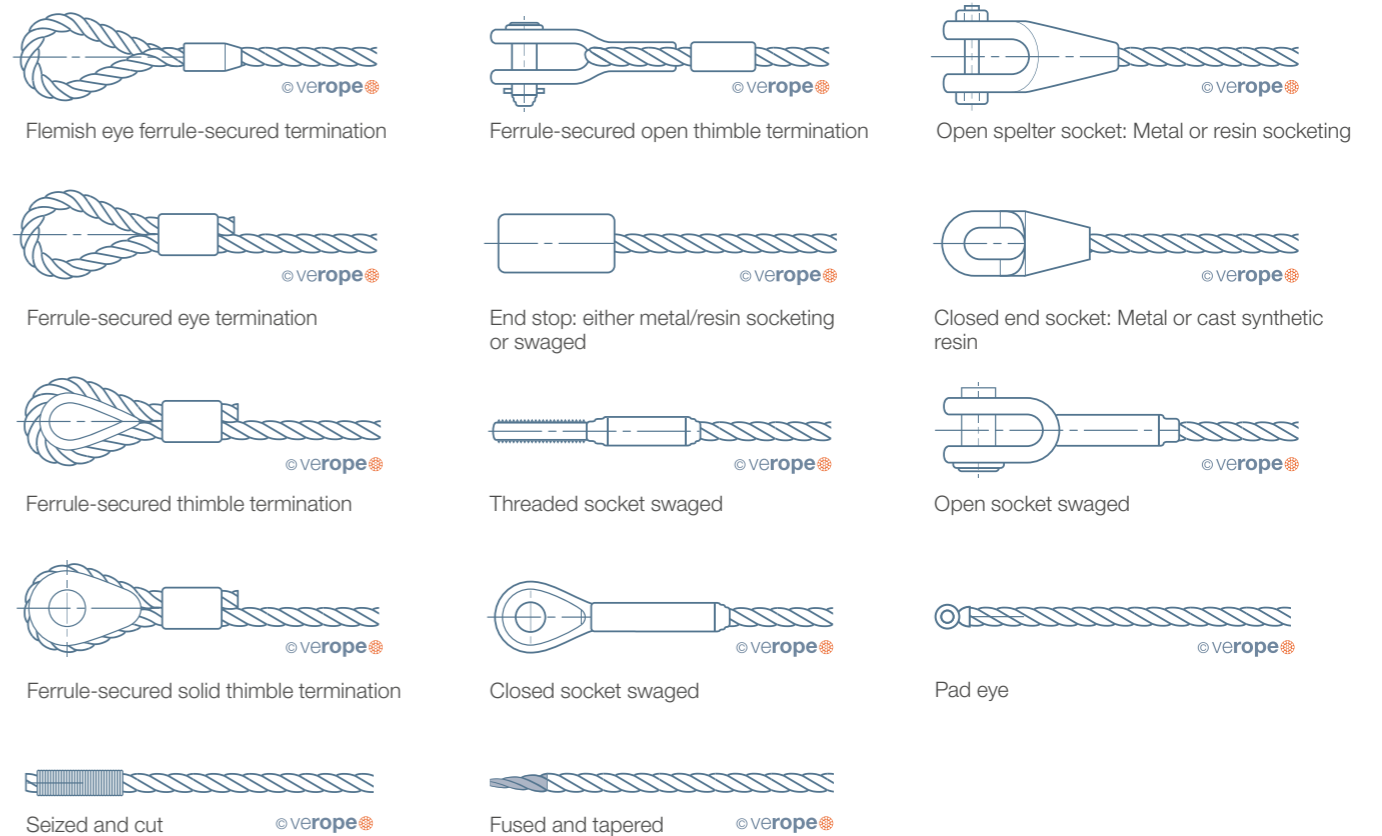 ©verope
©verope
©verope
Flemish eye ferrule-secured termination
Ferrule-secured open thimble termination
Open spelter socket: Metal or resin socketing
©verope
©verope
©verope
Ferrule-secured eye termination
End stop: either metal/resin socketing
or swaged
Closed end socket: Metal or cast synthetic
resin
©verope
©verope
©verope
Ferrule-secured thimble termination
Threaded socket swaged
Open socket swaged
©verope
©verope
©verope
Ferrule-secured solid thimble termination
Closed socket swaged
Pad eye
Seized and cut
©verope
Fused and tapered
©verope